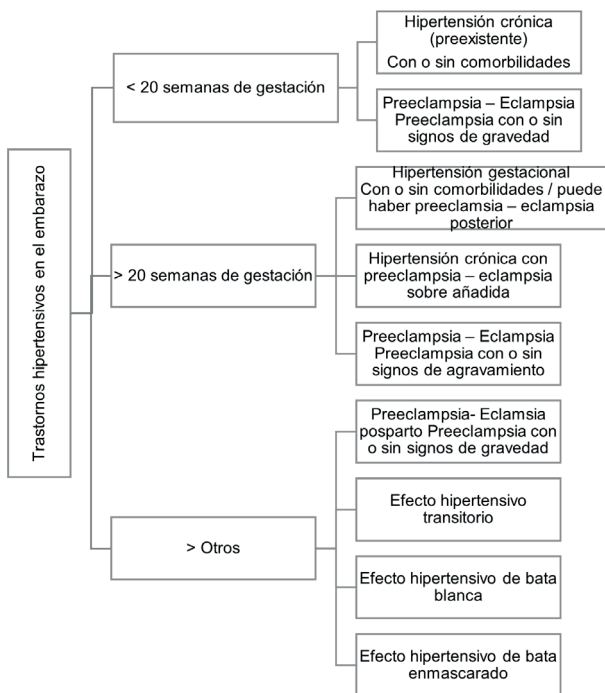 Trastornos hipertensivos en el embarazo
< 20 semanas de gestación
Hipertensión crónica
(preexistente)
Con o sin comorbilidades
Preeclampsia – Eclampsia
Preeclampsia con o sin
signos de gravedad
> 20 semanas de gestación
Hipertensión gestacional
Con o sin comorbilidades / puede
haber preeclamsia – eclampsia
posterior
Hipertensión crónica con
preeclampsia – eclampsia
sobre añadida
Preeclampsia – Eclampsia
Preeclampsia con o sin
signos de agravamiento
> Otros
Preeclampsia- Eclamsia
posparto Preeclampsia con
o sin signos de gravedad
Efecto hipertensivo
transitorio
Efecto hipertensivo de bata
blanca
Efecto hipertensivo de bata
enmascarado